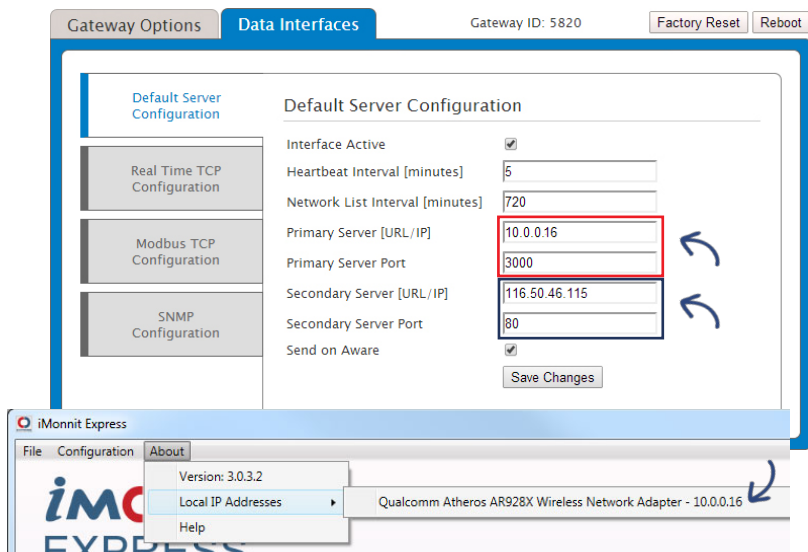 Gateway Options
Data Interfaces
Gateway ID: 5820
Factory Reset
Reboot
Default Server
Configuration
Real Time TCP
Configuration
Modbus TCP
Configuration
SNMP
Configuration
Default Server Configuration
Interface Active
Heartbeat Interval [minutes]
5
Network List Interval [minutes]
720
Primary Server [URL/IP]
10.0.0.16
Primary Server Port
3000
Secondary Server [URL/IP]
116.50.46.115
Secondary Server Port
80
Send on Aware
Save Changes
iMonnit Express
File Configuration About
Version: 3.0.3.2
Local IP Addresses
Qualcomm Atheros AR928X Wireless Network Adapter - 10.0.0.16
Help